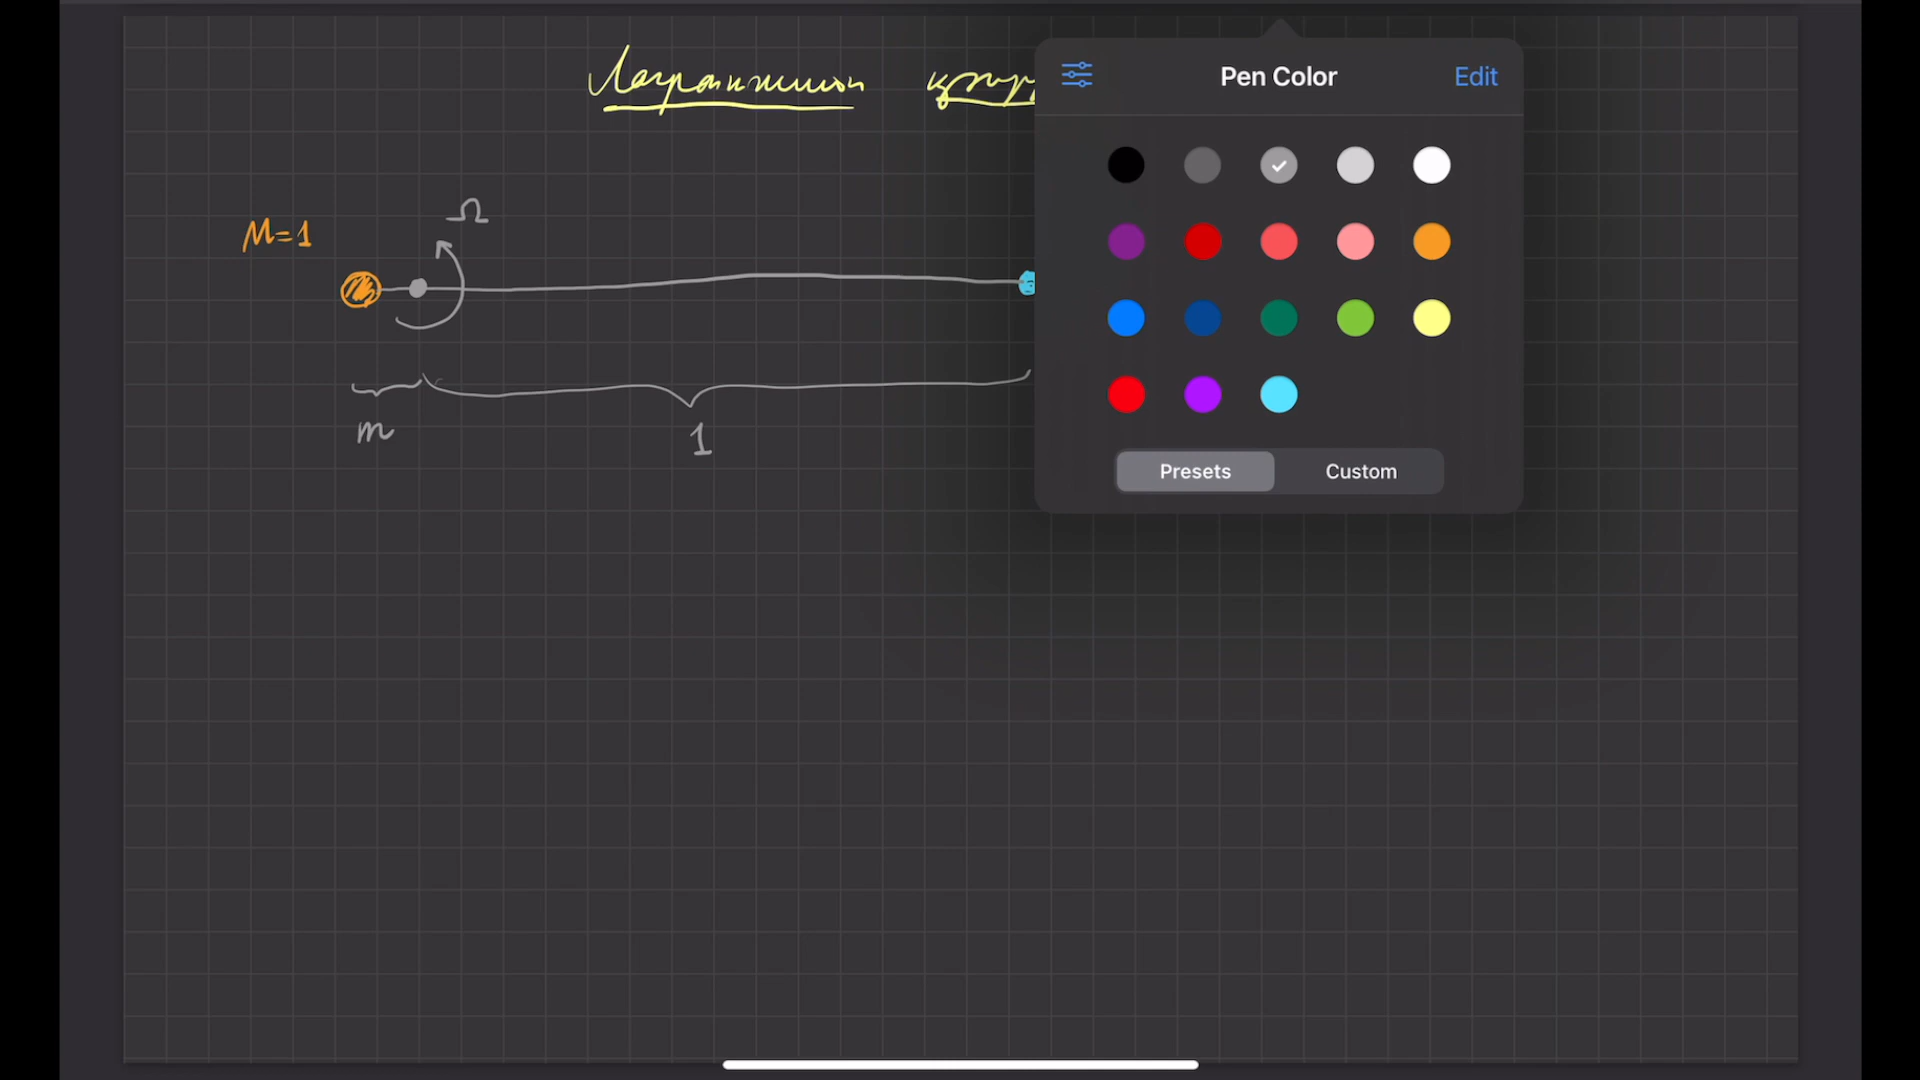 Pen Color
Edit
M=1
Ω
m
1
Presets
Custom